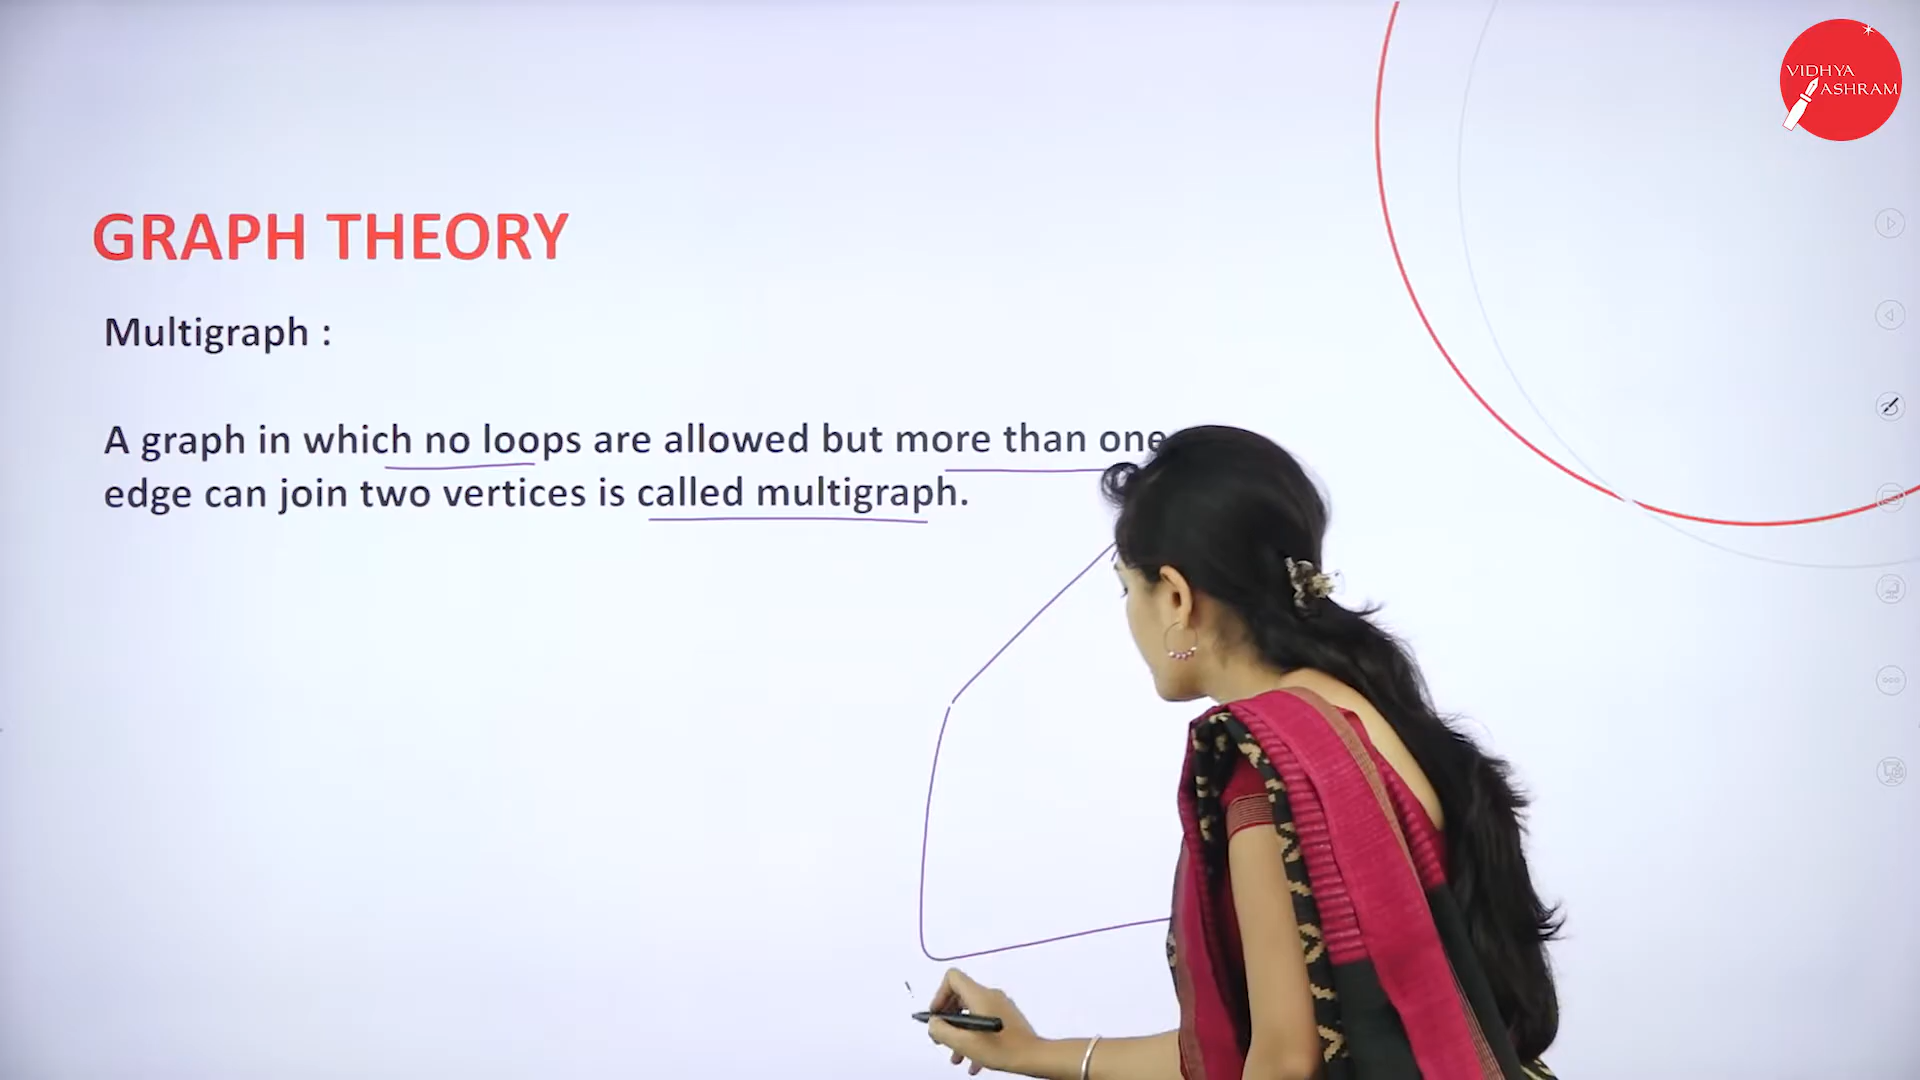 VIDHYA
ASHRAM
GRAPH THEORY
Multigraph :
A graph in which no loops are allowed but more than one
edge can join two vertices is called multigraph.